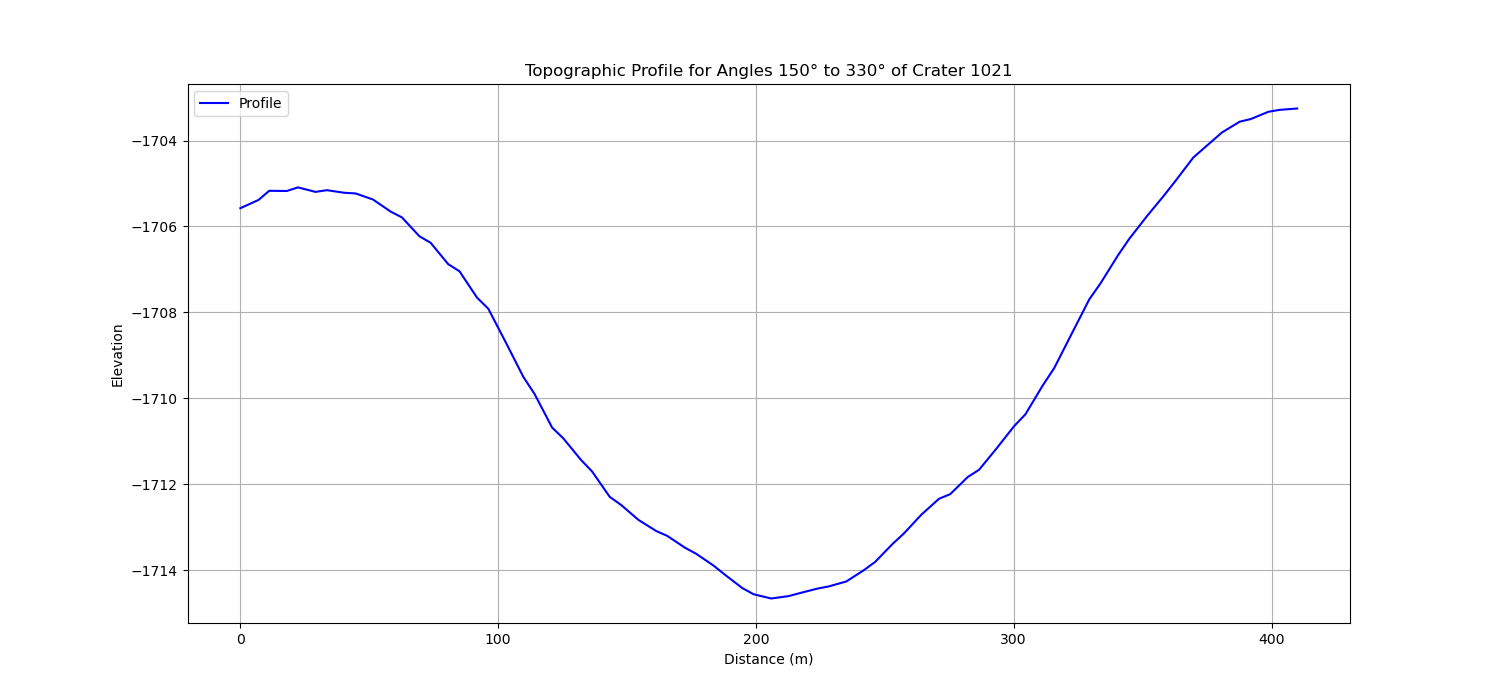 Topographic Profile for Angles 150° to 330° of Crater 1021
Profile
−1704
−1706
−1708
−1710
−1712
−1714
Elevation
0
100
200
300
400
Distance (m)